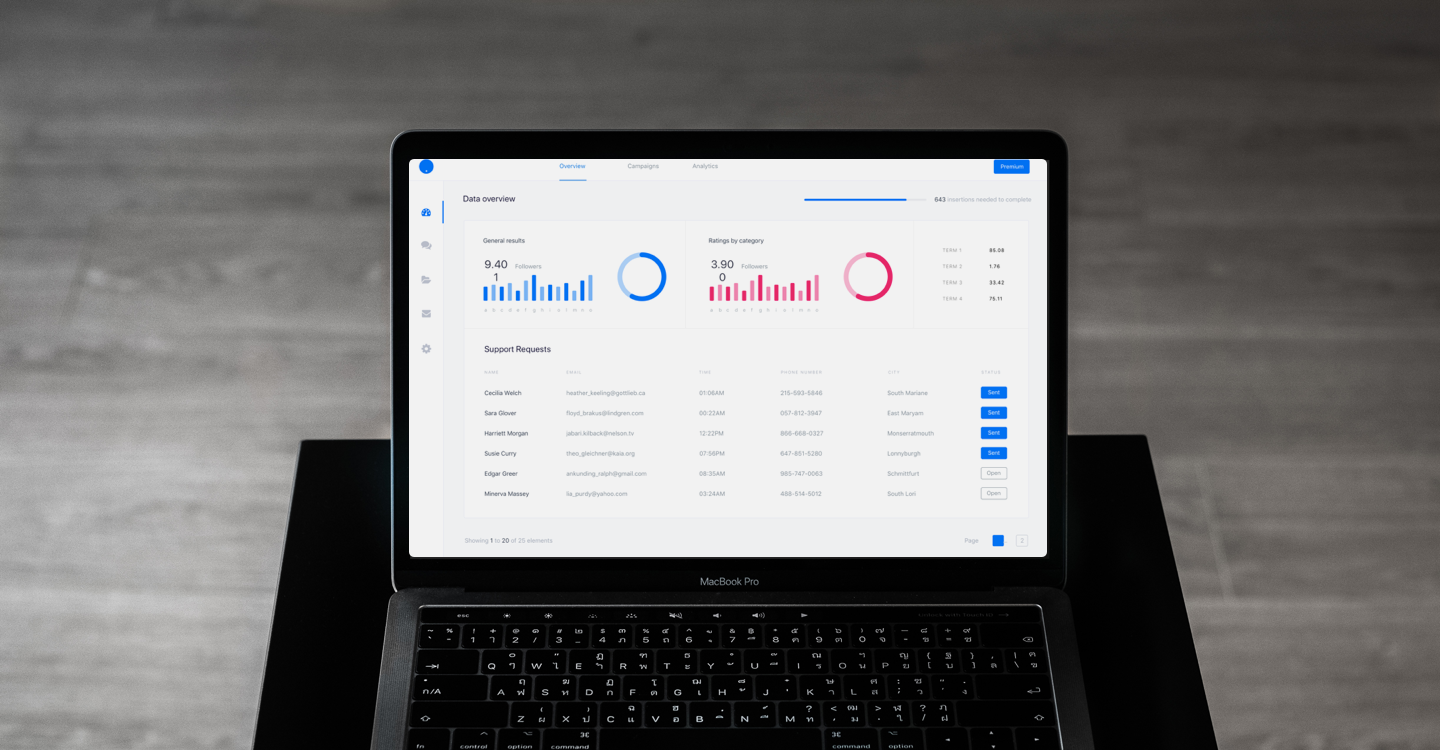 Overview Campaigns Analytics Premium
Data overview 643 insertions needed to complete
General results
9.40
1
Followers
a b c d e f g h i o l m n o
Ratings by category
3.90
0
Followers
a b c d d f g h i o l m n o
TERM 1 85.08
TERM 2 1.76
TERM 3 33.42
TERM 4 75.11
Support Requests
NAME EMAIL TIME PHONE NUMBER CITY STATUS
Cecilia Welch heather_keeling@gottlieb.ca 01:06AM 215-593-5846 South Mariane Sent
Sara Glover floyd_brakus@lindgren.com 00:22AM 057-812-3947 East Maryam Sent
Harriett Morgan jabari.kilback@nelson.tv 12:22PM 866-668-0327 Monserratmouth Sent
Susie Curry theo_gleichner@kaia.org 07:56PM 647-851-5280 Lonnyburgh Sent
Edgar Greer ankunding_ralph@gmail.com 08:35AM 985-747-0063 Schmittfurt Open
Minerva Massey lia_purdy@yahoo.com 03:24AM 488-514-5012 South Lori Open
Showing 1 to 20 of 25 elements Page 2
MacBook Pro
esc
1 2 3 4 5 6 7 8 9 0
Q W E R T Y U I O P
A S D F G H J K L
Z X C V B N M
fn control option command command option